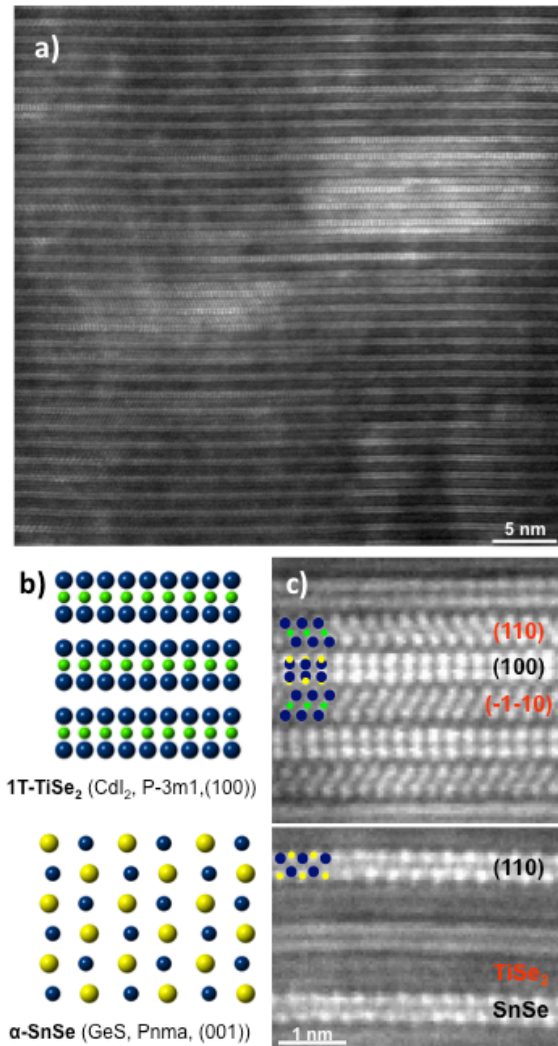 a)
5 nm
b)
1T-TiSe₂ (CdI₂, P-3m1,(100))
α-SnSe (GeS, Pnma, (001))
c)
(110)
(100)
(-1-10)
(110)
TiSe₂
SnSe
1 nm